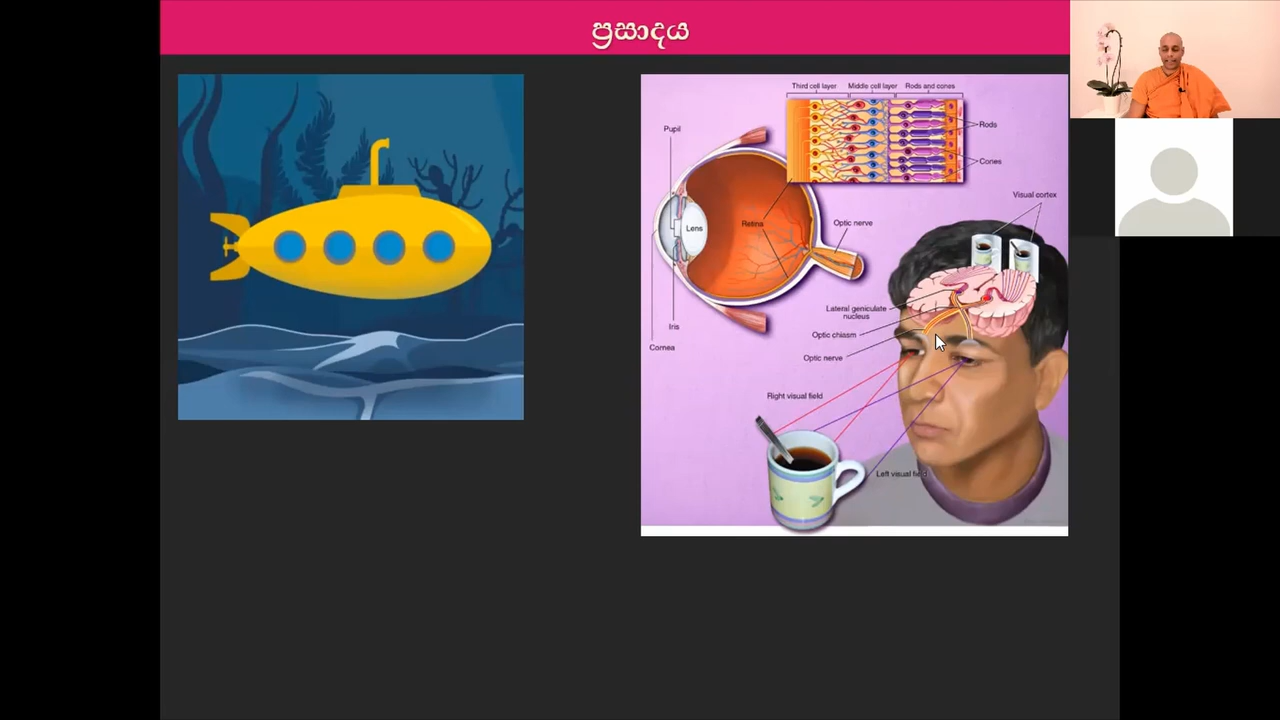 ප්‍රසාදය
Third cell layer
Middle cell layer
Rods and cones
Pupil
Rods
Cones
Visual cortex
Lens
Retina
Optic nerve
Lateral geniculate
nucleus
Iris
Optic chiasm
Cornea
Optic nerve
Right visual field
Left visual field